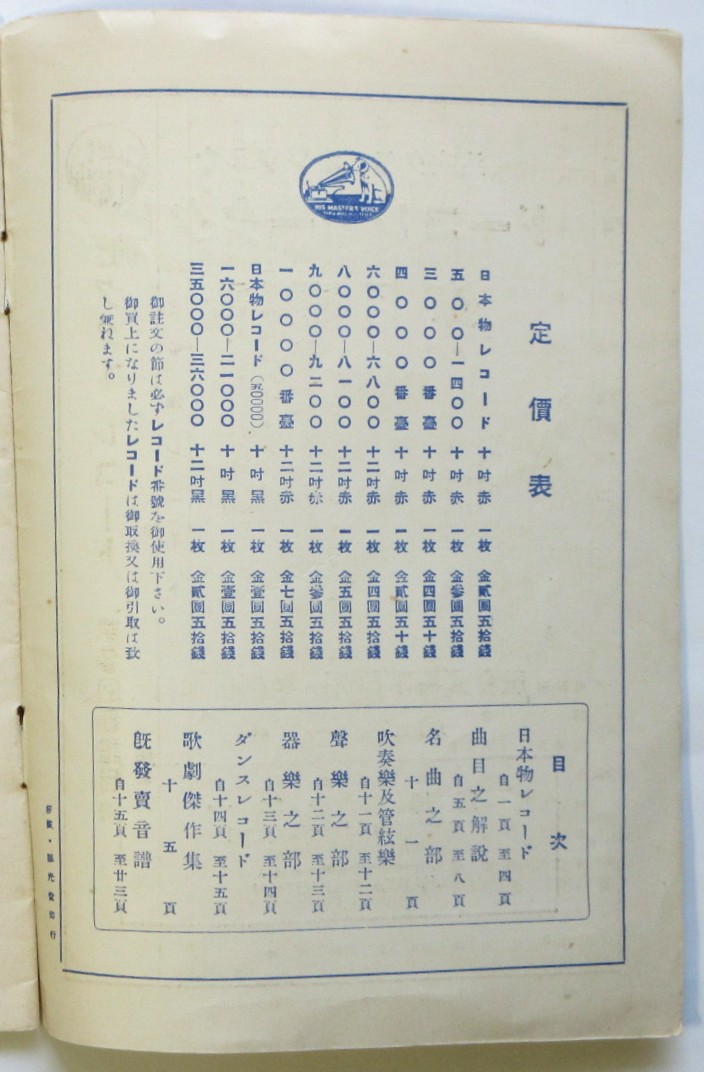 HIS MASTER'S VOICE
定價表
日本物レコード 十吋赤 一枚 金貳圓五拾錢
五〇〇―一四〇〇 十吋赤 一枚 金參圓五拾錢
三〇〇〇番臺 十吋赤 一枚 金四圓五十錢
四〇〇〇番臺 十吋赤 一枚 金貳圓五十錢
六〇〇〇―六八〇〇 十二吋赤 一枚 金四圓五拾錢
八〇〇〇―八一〇〇 十二吋赤 一枚 金五圓五拾錢
九〇〇〇―九二〇〇 十二吋赤 一枚 金參圓五拾錢
一〇〇〇〇番臺 十二吋赤 一枚 金七圓五拾錢
日本物レコード(五〇〇〇〇) 十吋黑 一枚 金壹圓五拾錢
一六〇〇〇―二一〇〇〇 十吋黑 一枚 金壹圓五拾錢
三五〇〇〇―三六〇〇〇 十二吋黑 一枚 金貳圓五拾錢
御註文の節は必ずレコード番號を御使用下さい。
御買上になりましたレコードは御取換又は御引取は致
し兼ねます。
目次
日本物レコード
自一頁至四頁
曲目之解說
自五頁至八頁
名曲之部
十一頁
吹奏樂及管絃樂
自十一頁至十二頁
聲樂之部
自十二頁至十三頁
器樂之部
自十三頁至十四頁
ダンスレコード
自十四頁至十五頁
歌劇傑作集
十五頁
既發賣音譜
自十五頁至廿三頁